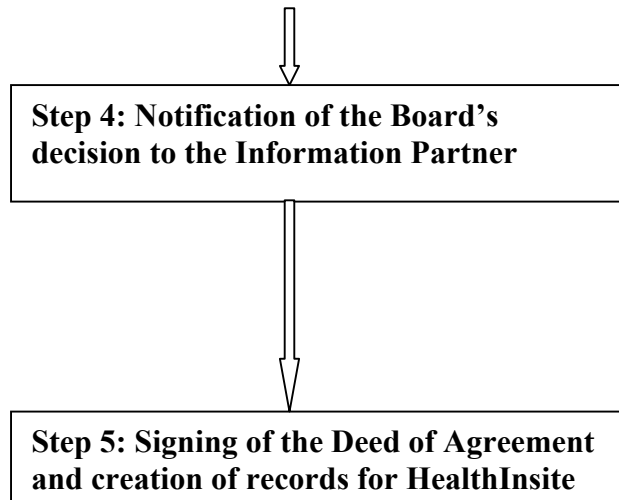 Step 4: Notification of the Board’s
decision to the Information Partner
Step 5: Signing of the Deed of Agreement
and creation of records for HealthInsite